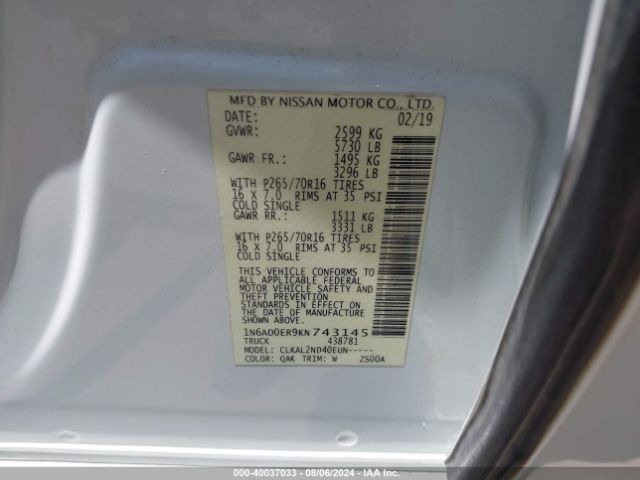 MFD BY NISSAN MOTOR CO., LTD.
DATE: 02/19
GVWR: 2599 KG
5730 LB
GAWR FR.: 1495 KG
3296 LB
WITH P265/70R16 TIRES
16 X 7.0 RIMS AT 35 PSI
COLD SINGLE
GAWR RR.: 1511 KG
3331 LB
WITH P265/70R16 TIRES
16 X 7.0 RIMS AT 35 PSI
COLD SINGLE
THIS VEHICLE CONFORMS TO
ALL APPLICABLE FEDERAL
MOTOR VEHICLE SAFETY AND
THEFT PREVENTION
STANDARDS IN EFFECT ON
THE DATE OF MANUFACTURE
SHOWN ABOVE.
1N6AD0ER9KN743145
TRUCK 438781
MODEL: CLKAL2ND40EUN-----
COLOR: QAK TRIM: W 2S00A
000-40037033 - 08/06/2024 - IAA Inc.